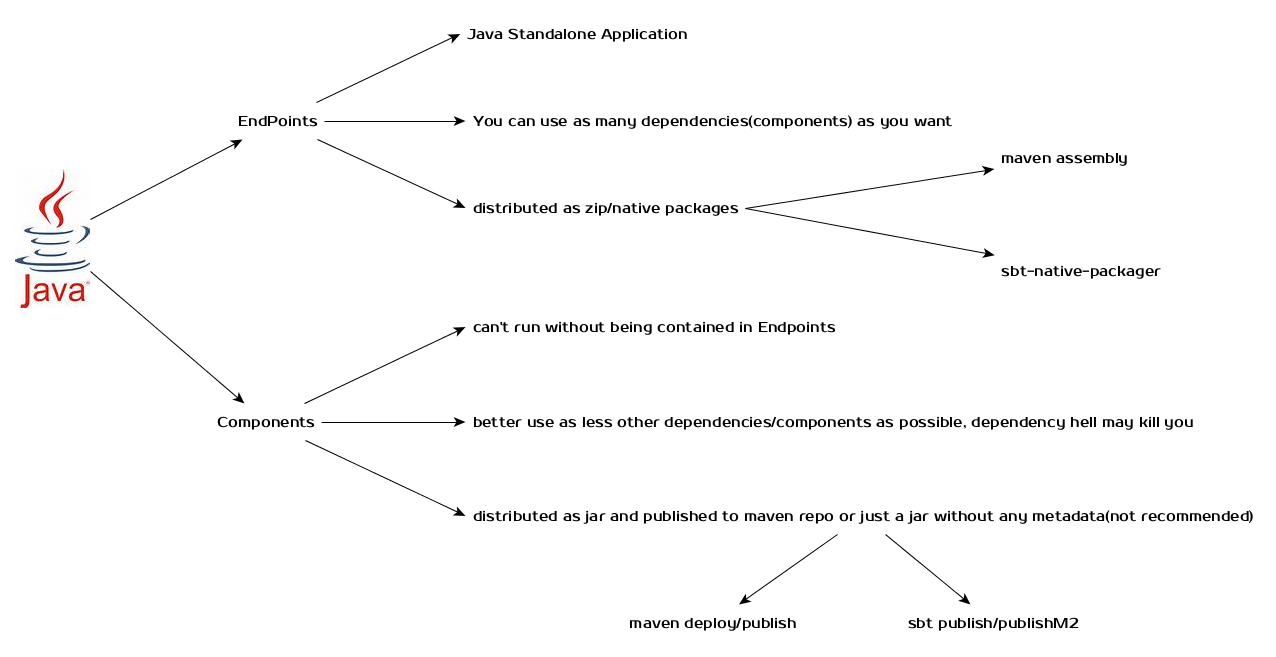 Java Standalone Application
EndPoints
You can use as many dependencies(components) as you want
maven assembly
distributed as zip/native packages
sbt-native-packager
Java
can't run without being contained in Endpoints
Components
better use as less other dependencies/components as possible, dependency hell may kill you
distributed as jar and published to maven repo or just a jar without any metadata(not recommended)
maven deploy/publish
sbt publish/publishM2